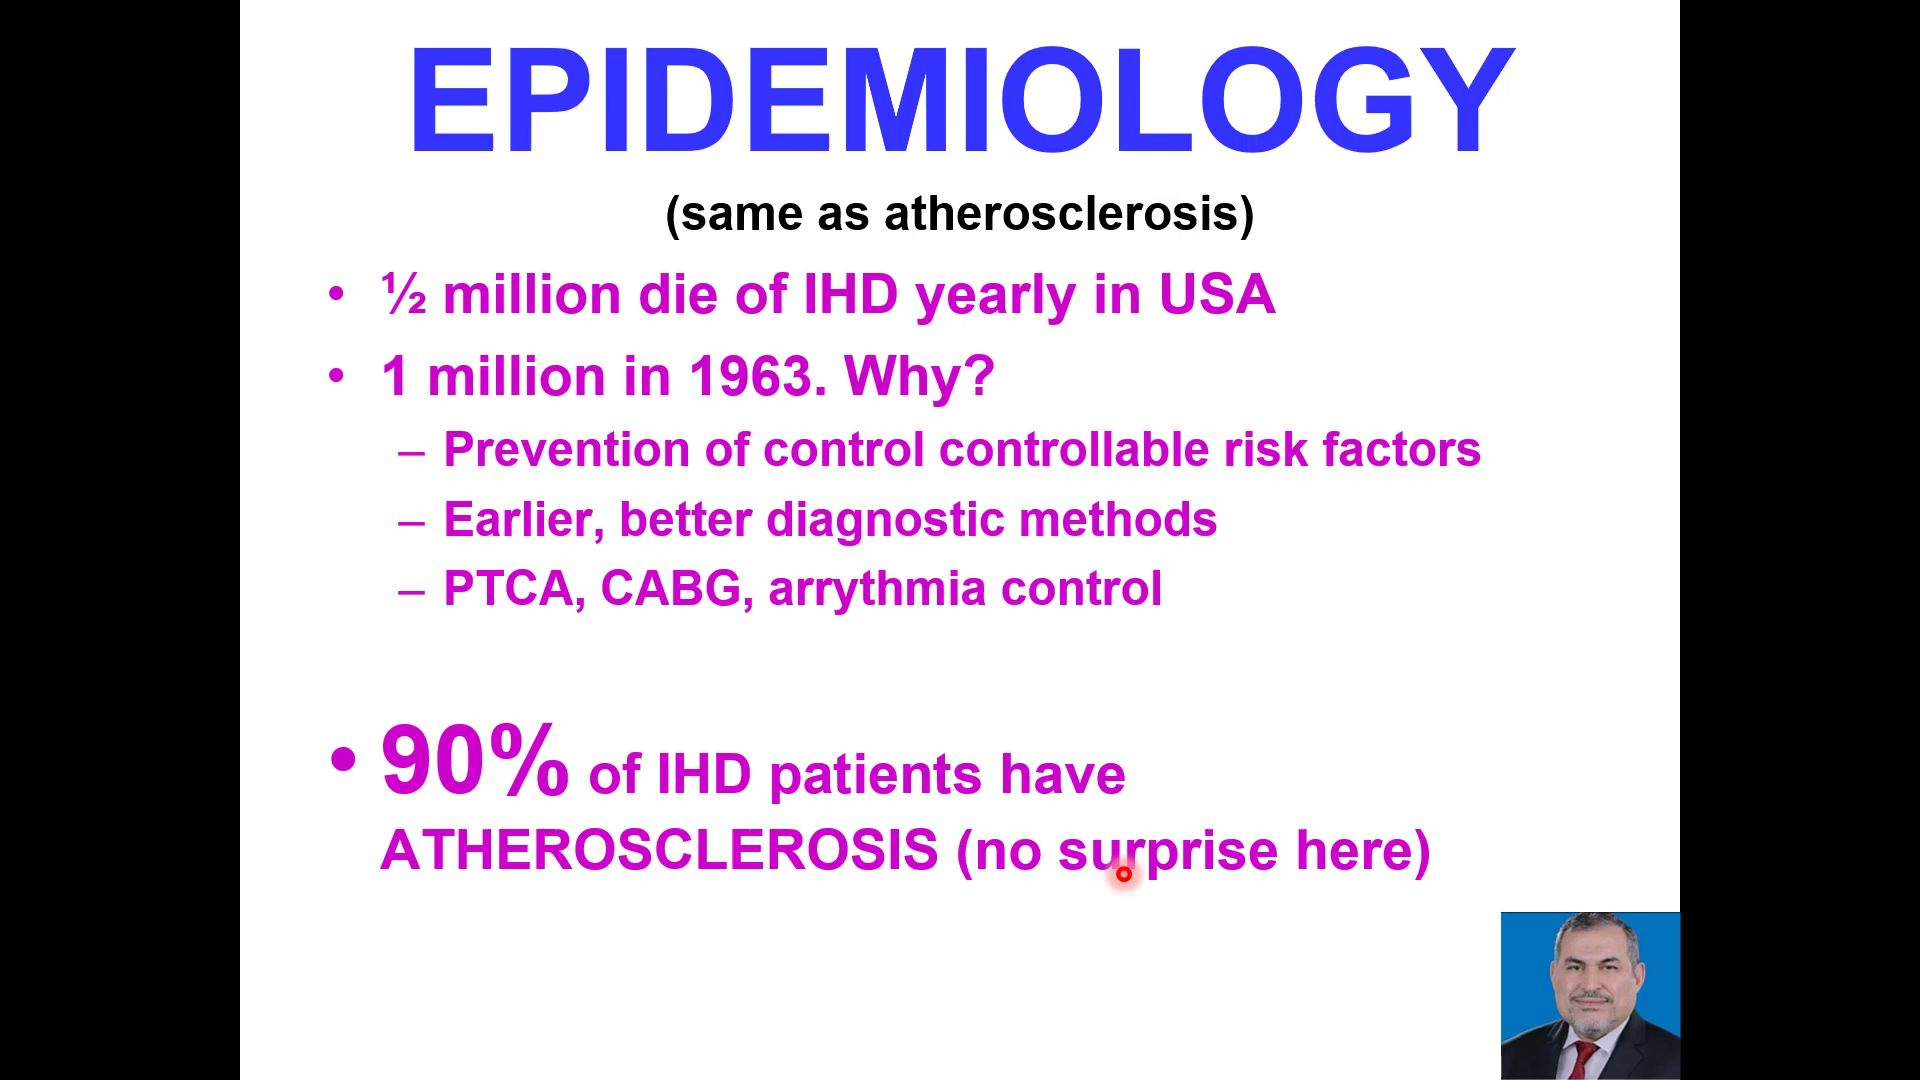 EPIDEMIOLOGY
(same as atherosclerosis)
• ½ million die of IHD yearly in USA
• 1 million in 1963. Why?
– Prevention of control controllable risk factors
– Earlier, better diagnostic methods
– PTCA, CABG, arrythmia control
• 90% of IHD patients have
ATHEROSCLEROSIS (no surprise here)